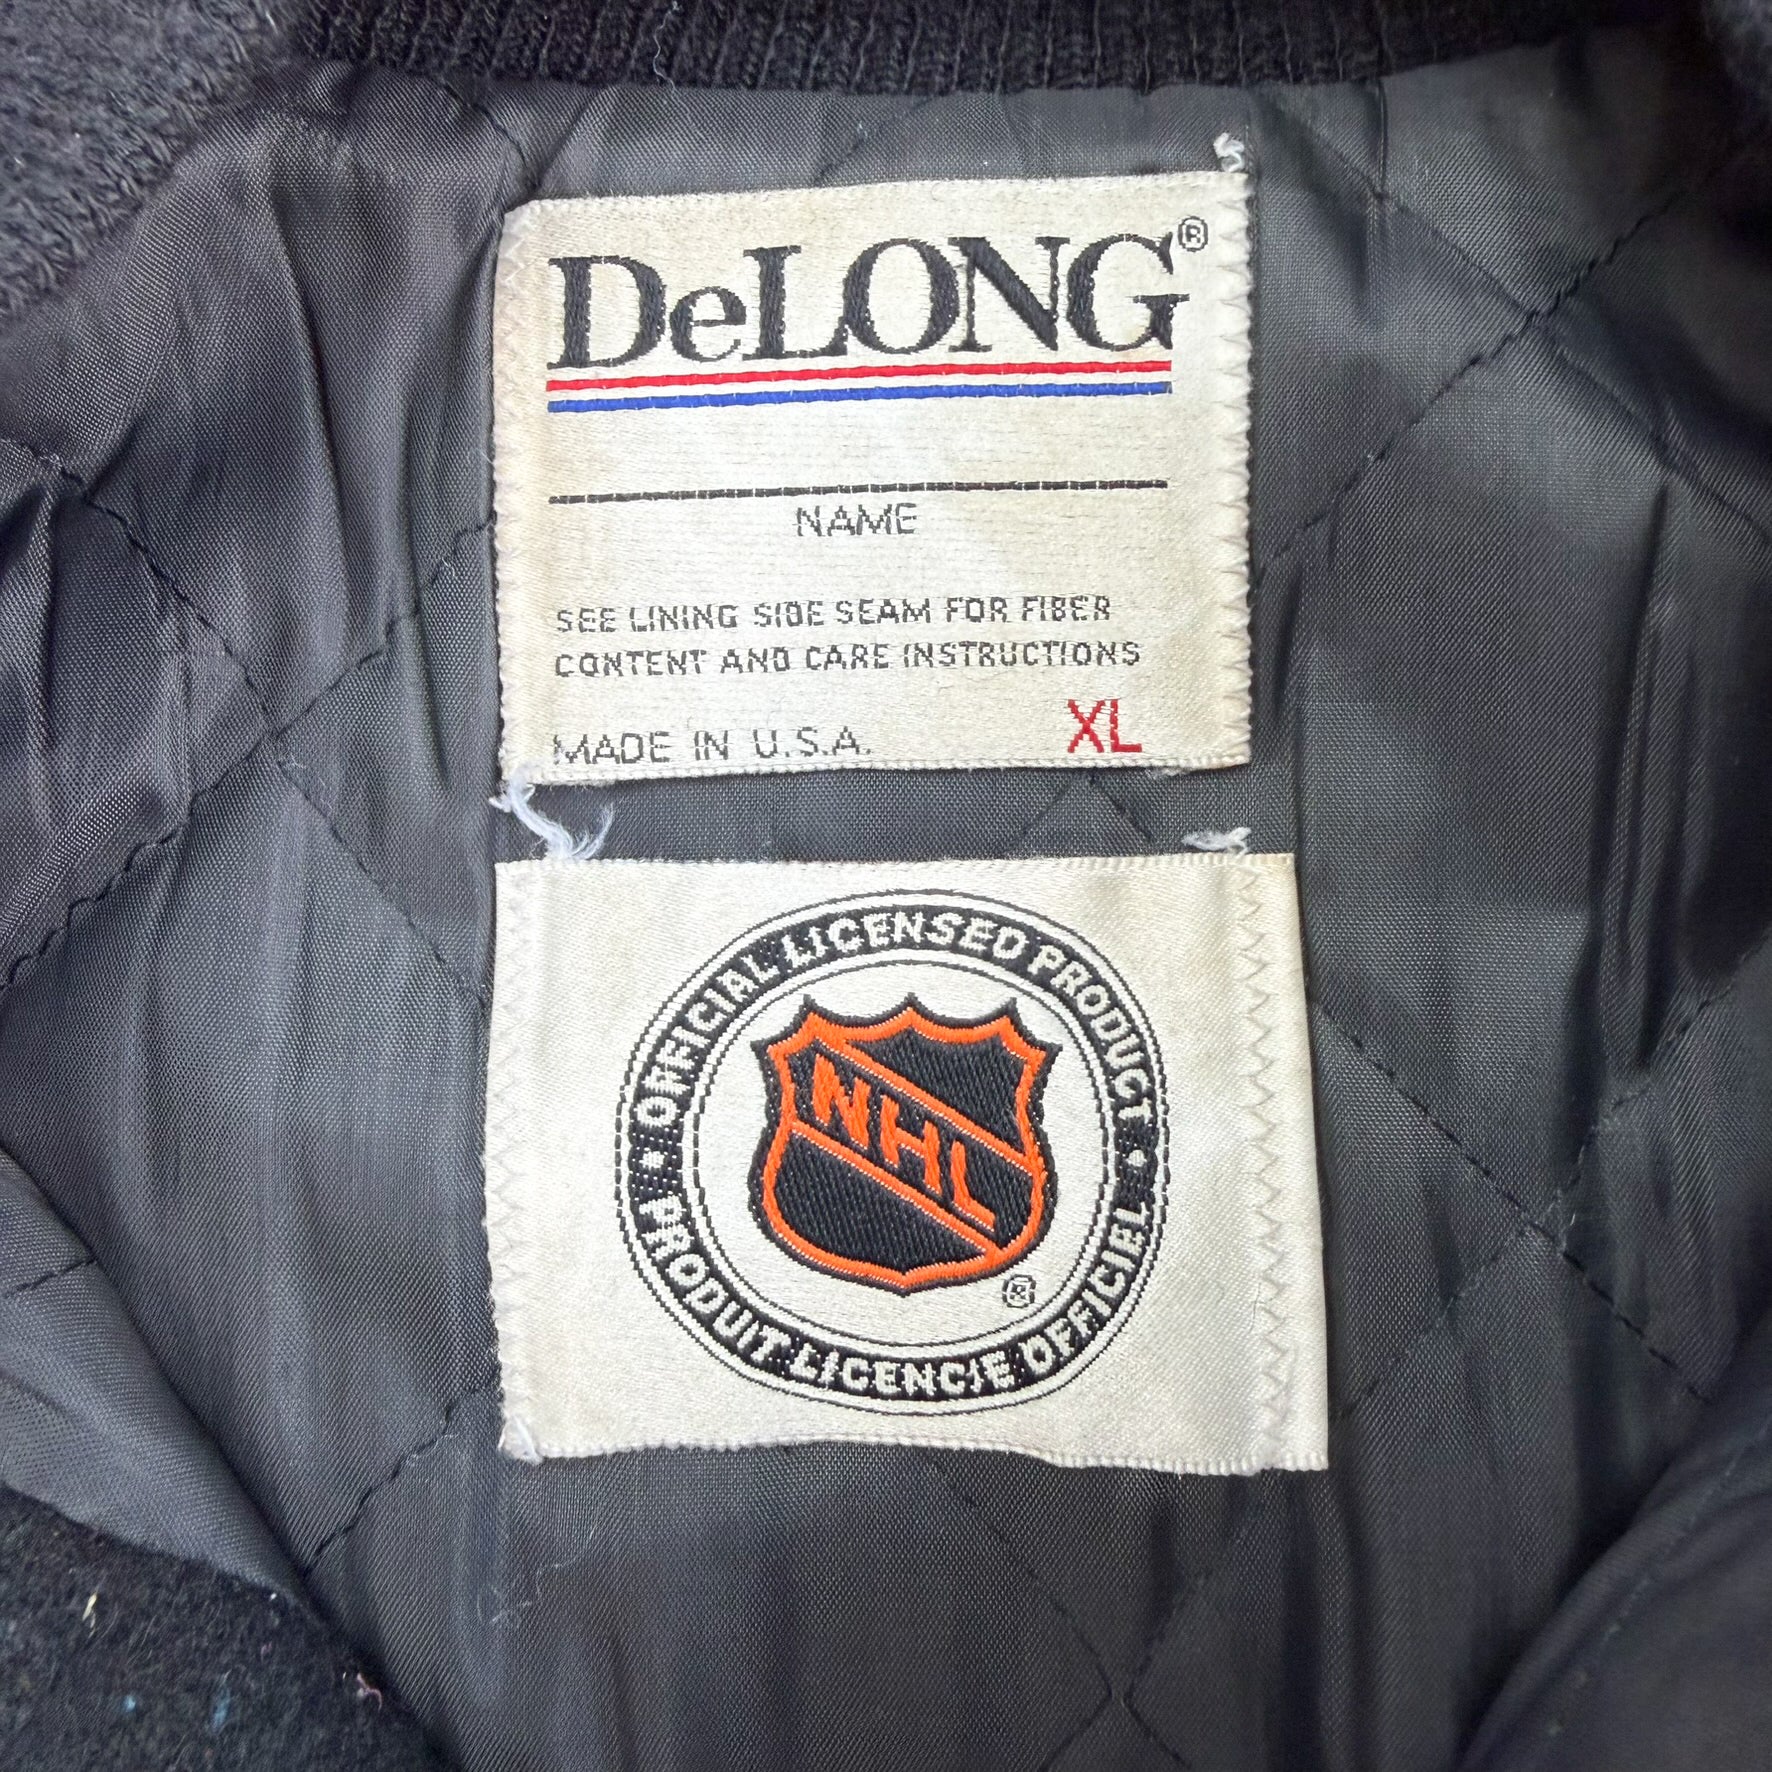 DeLONG®
NAME
SEE LINING SIDE SEAM FOR FIBER
CONTENT AND CARE INSTRUCTIONS
MADE IN U.S.A. XL
OFFICIAL LICENSED PRODUCT
NHL
®
PRODUIT LICENCIE OFFICIEL